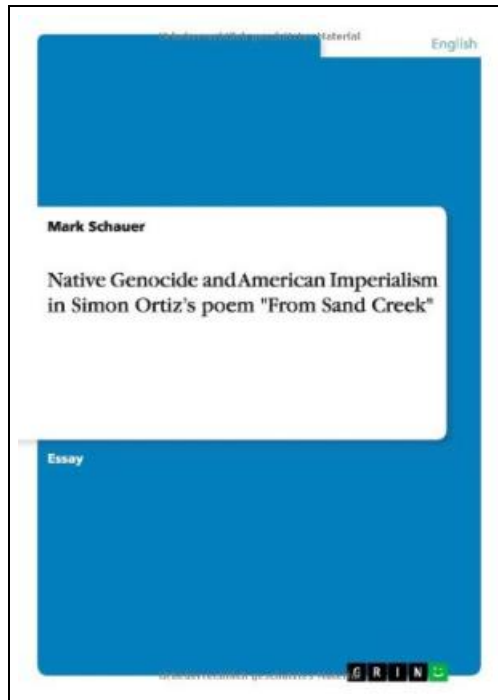 English
Mark Schauer
Native Genocide and American Imperialism
in Simon Ortiz's poem "From Sand Creek"
Essay
GRIN